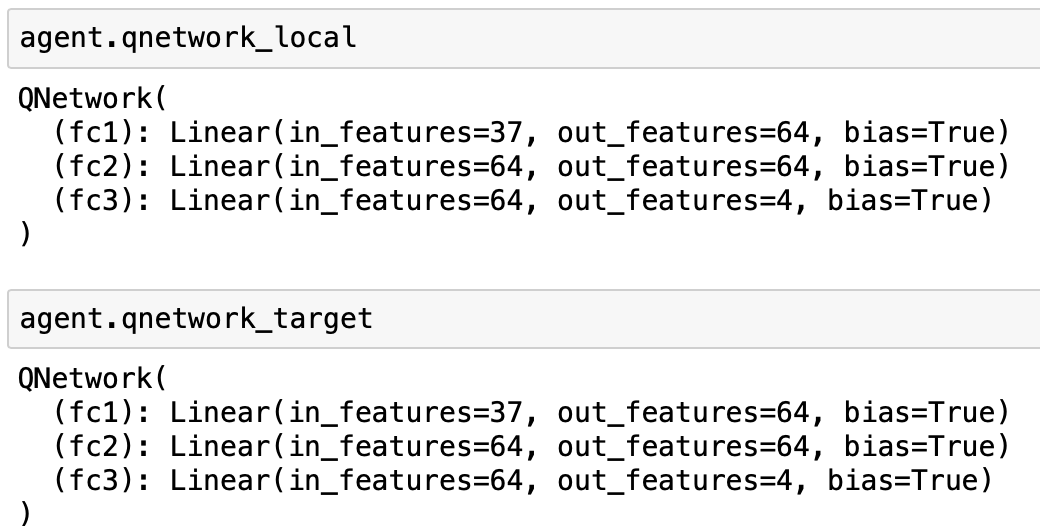 agent.qnetwork_local
QNetwork(
  (fc1): Linear(in_features=37, out_features=64, bias=True)
  (fc2): Linear(in_features=64, out_features=64, bias=True)
  (fc3): Linear(in_features=64, out_features=4, bias=True)
)
agent.qnetwork_target
QNetwork(
  (fc1): Linear(in_features=37, out_features=64, bias=True)
  (fc2): Linear(in_features=64, out_features=64, bias=True)
  (fc3): Linear(in_features=64, out_features=4, bias=True)
)